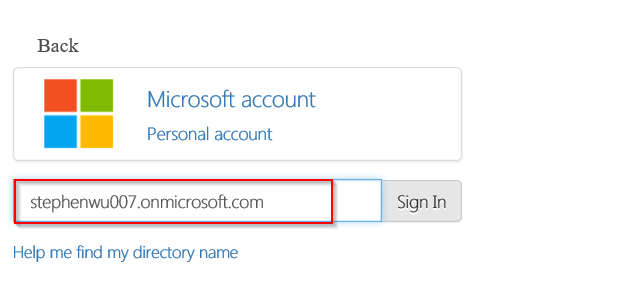 Back
Microsoft account
Personal account
stephenwu007.onmicrosoft.com
Sign In
Help me find my directory name